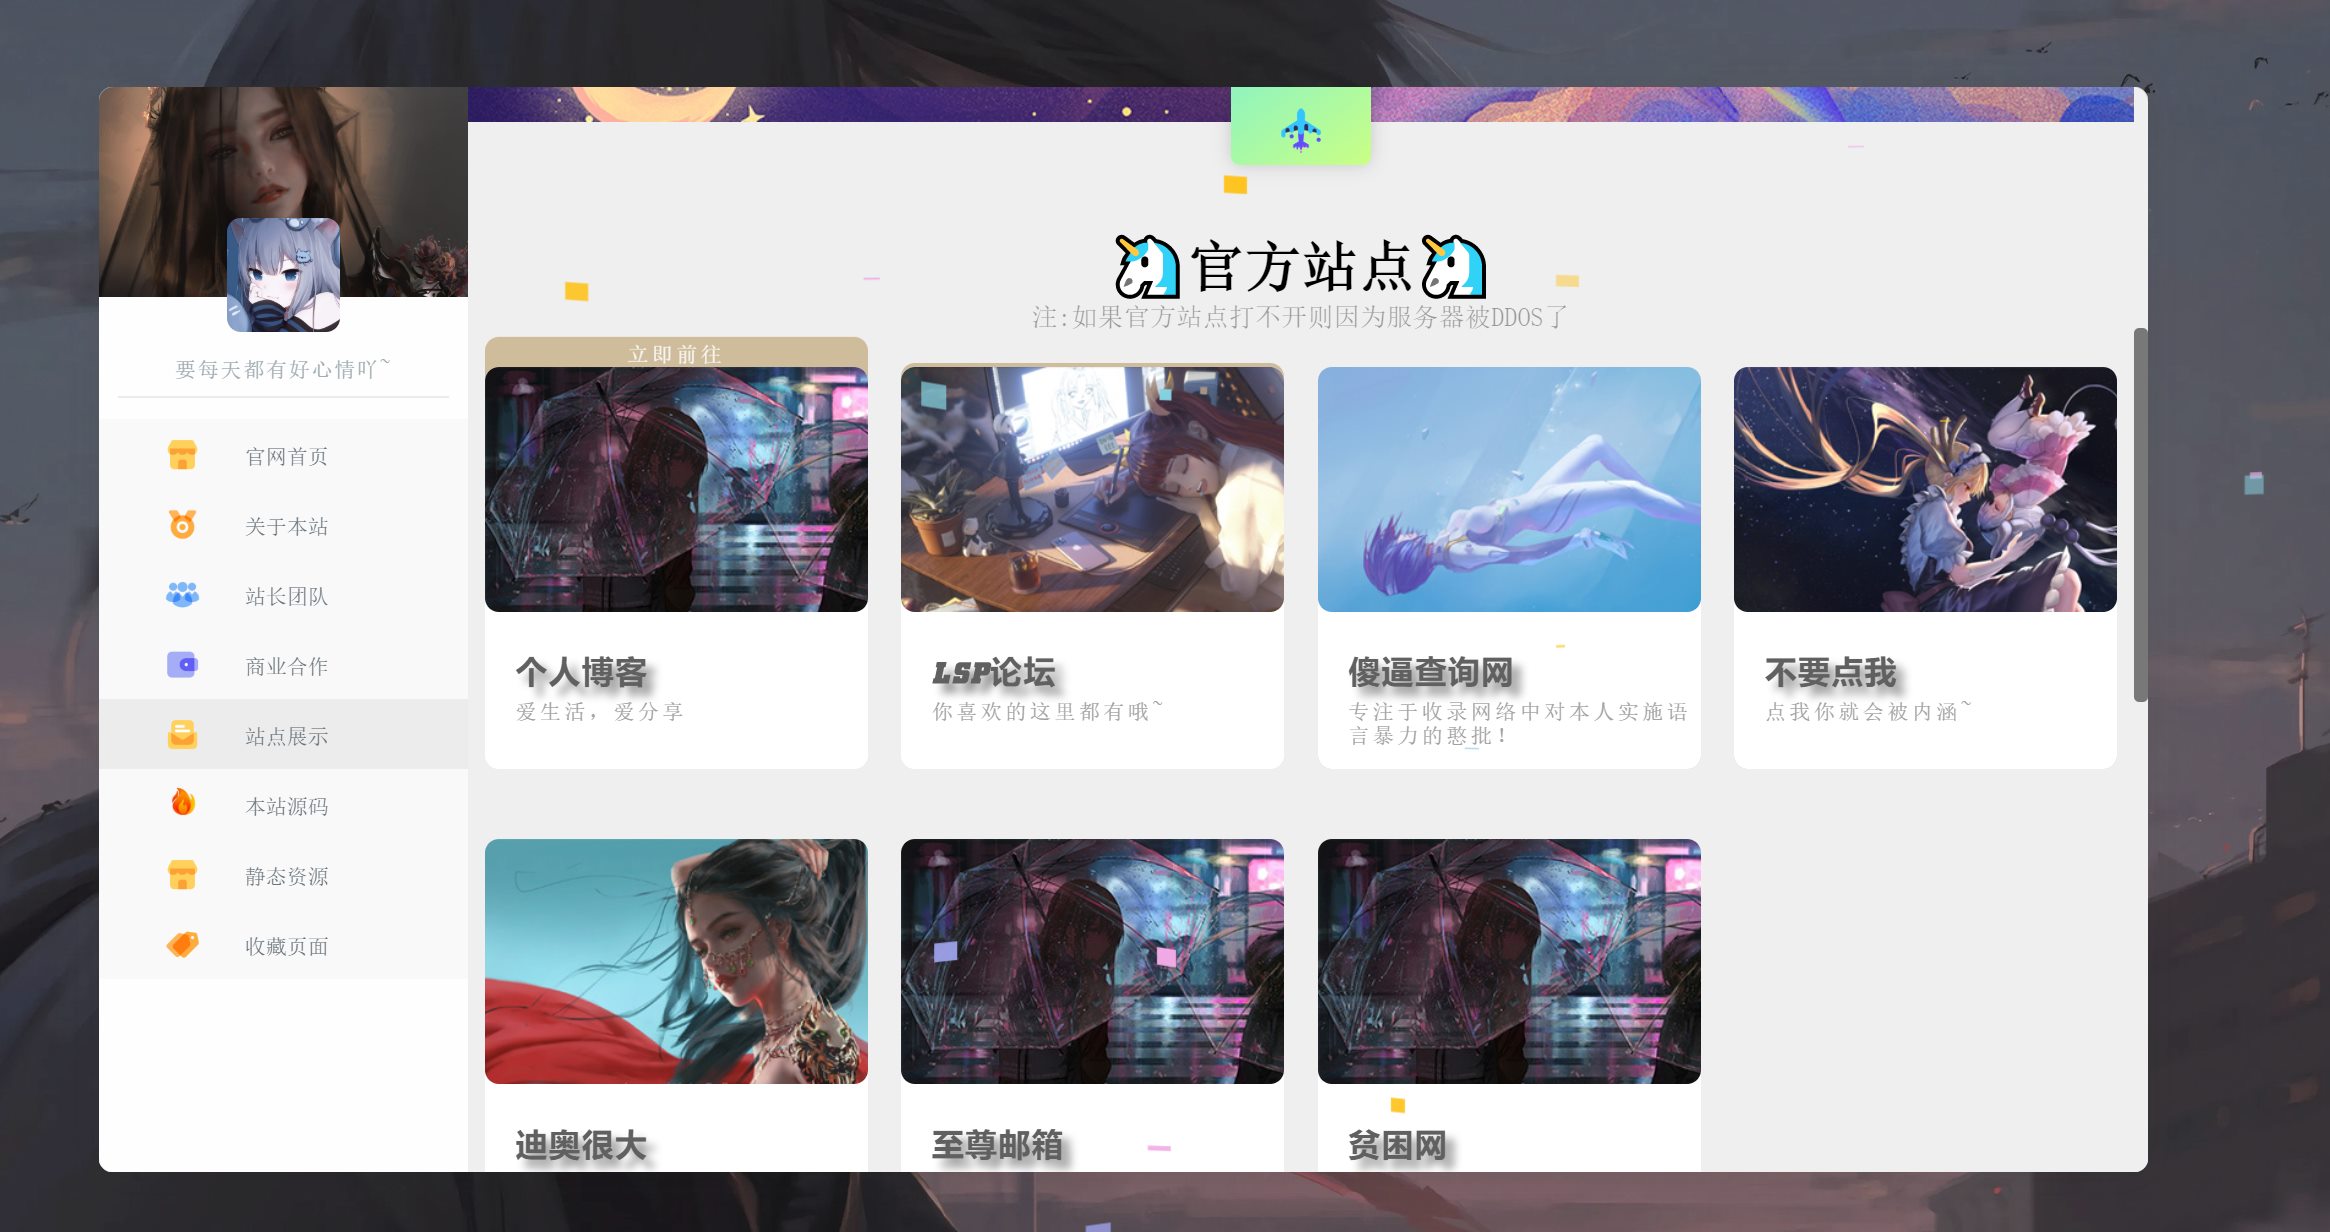 要每天都有好心情吖~
官网首页
关于本站
站长团队
商业合作
站点展示
本站源码
静态资源
收藏页面
🦄官方站点🦄
注:如果官方站点打不开则因为服务器被DDOS了
立即前往
个人博客
爱生活，爱分享
LSP论坛
你喜欢的这里都有哦~
傻逼查询网
专注于收录网络中对本人实施语
言暴力的憨批！
不要点我
点我你就会被内涵~
迪奥很大
至尊邮箱
贫困网